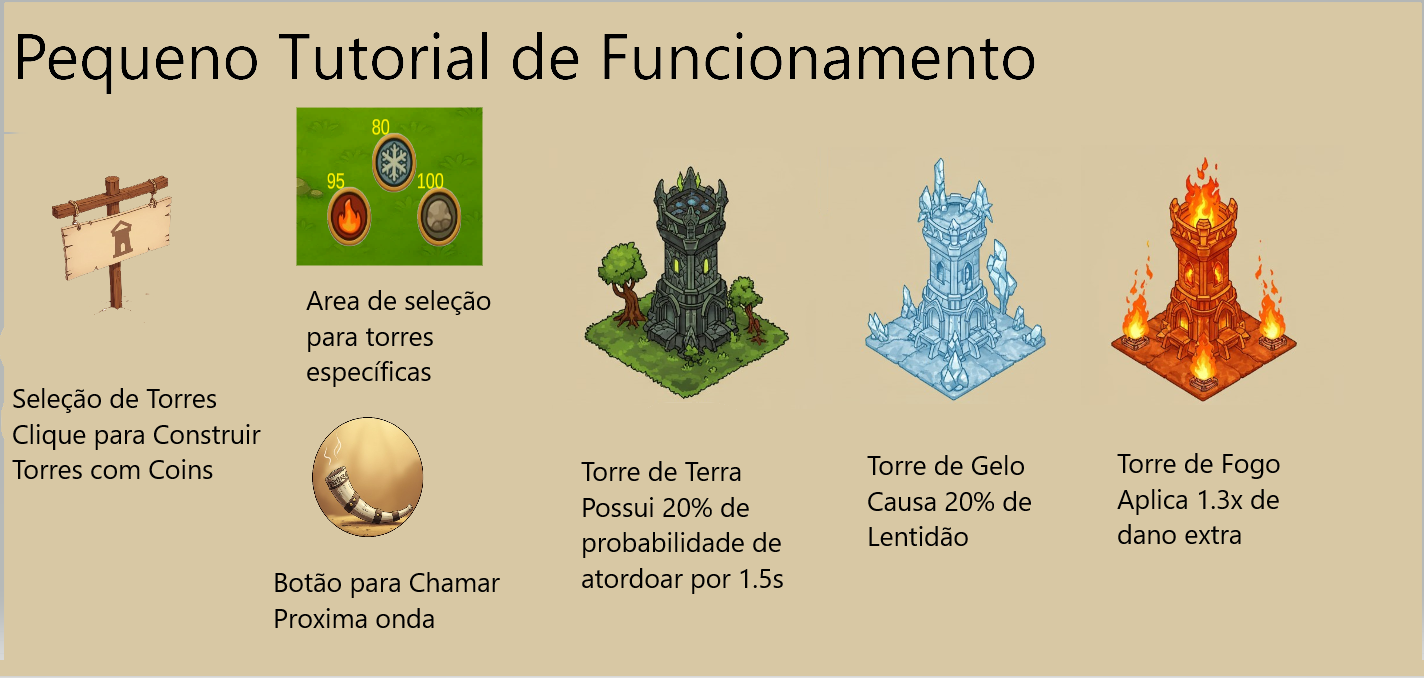 Pequeno Tutorial de Funcionamento
80
95
100
Area de seleção
para torres
específicas
Seleção de Torres
Clique para Construir
Torres com Coins
Botão para Chamar
Proxima onda
Torre de Terra
Possui 20% de
probabilidade de
atordoar por 1.5s
Torre de Gelo
Causa 20% de
Lentidão
Torre de Fogo
Aplica 1.3x de
dano extra